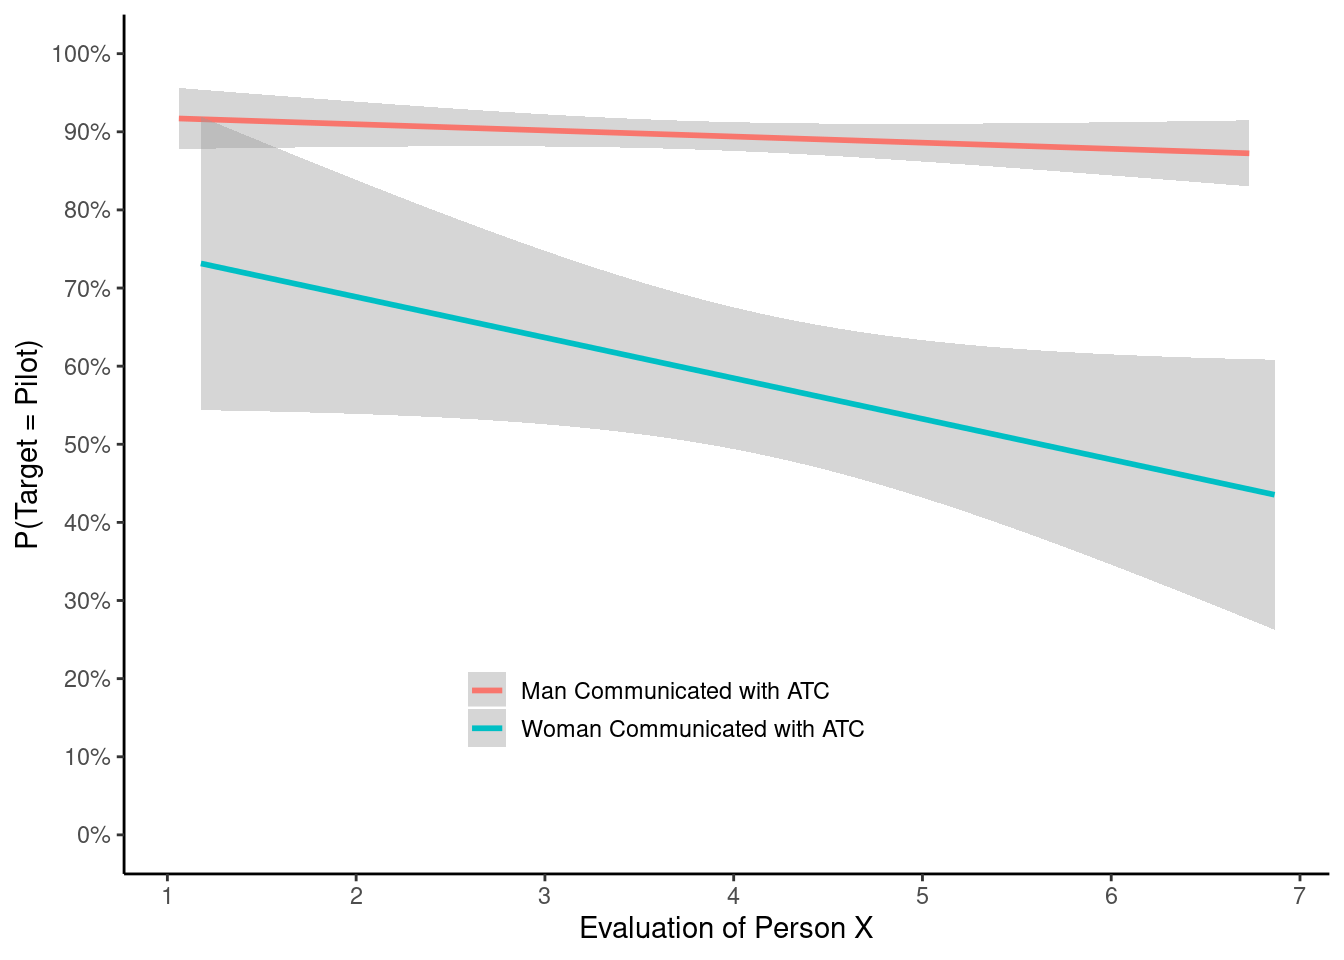 100%
90%
80%
70%
60%
50%
40%
30%
20%
10%
0%
P(Target = Pilot)
Man Communicated with ATC
Woman Communicated with ATC
1 2 3 4 5 6 7
Evaluation of Person X